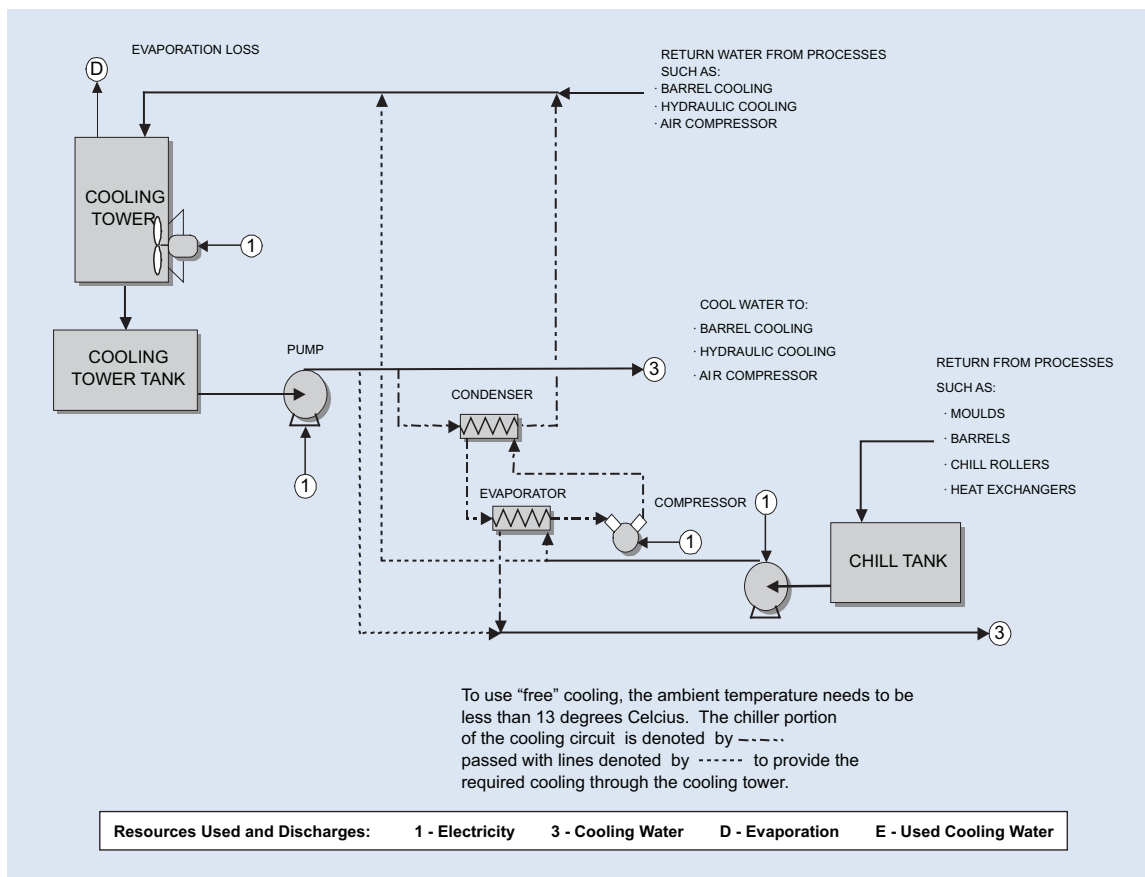 EVAPORATION LOSS
D
RETURN WATER FROM PROCESSES
SUCH AS:
· BARREL COOLING
· HYDRAULIC COOLING
· AIR COMPRESSOR
COOLING
TOWER
1
COOLING
TOWER TANK
PUMP
1
COOL WATER TO:
· BARREL COOLING
· HYDRAULIC COOLING
· AIR COMPRESSOR
3
CONDENSER
EVAPORATOR
COMPRESSOR
1
1
RETURN FROM PROCESSES
SUCH AS:
· MOULDS
· BARRELS
· CHILL ROLLERS
· HEAT EXCHANGERS
CHILL TANK
3
To use “free” cooling, the ambient temperature needs to be
less than 13 degrees Celcius. The chiller portion
of the cooling circuit is denoted by
passed with lines denoted by to provide the
required cooling through the cooling tower.
Resources Used and Discharges: 1 - Electricity 3 - Cooling Water D - Evaporation E - Used Cooling Water